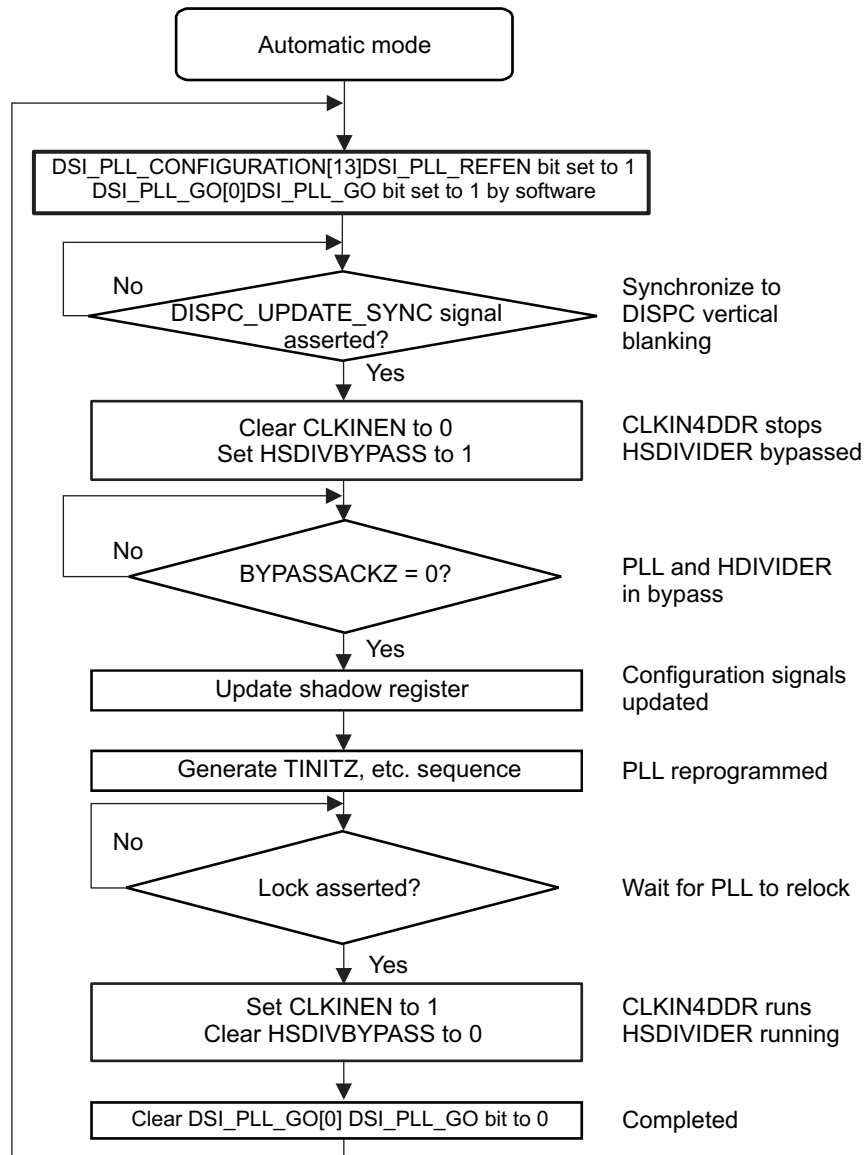 Automatic mode
DSI_PLL_CONFIGURATION[13]DSI_PLL_REFEN bit set to 1
DSI_PLL_GO[0]DSI_PLL_GO bit set to 1 by software
No
DISPC_UPDATE_SYNC signal
asserted?
Synchronize to
DISPC vertical
blanking
Yes
Clear CLKINEN to 0
Set HSDIVBYPASS to 1
CLKIN4DDR stops
HSDIVIDER bypassed
No
BYPASSACKZ = 0?
PLL and HDIVIDER
in bypass
Yes
Update shadow register
Configuration signals
updated
Generate TINITZ, etc. sequence
PLL reprogrammed
No
Lock asserted?
Wait for PLL to relock
Yes
Set CLKINEN to 1
Clear HSDIVBYPASS to 0
CLKIN4DDR runs
HSDIVIDER running
Clear DSI_PLL_GO[0] DSI_PLL_GO bit to 0
Completed